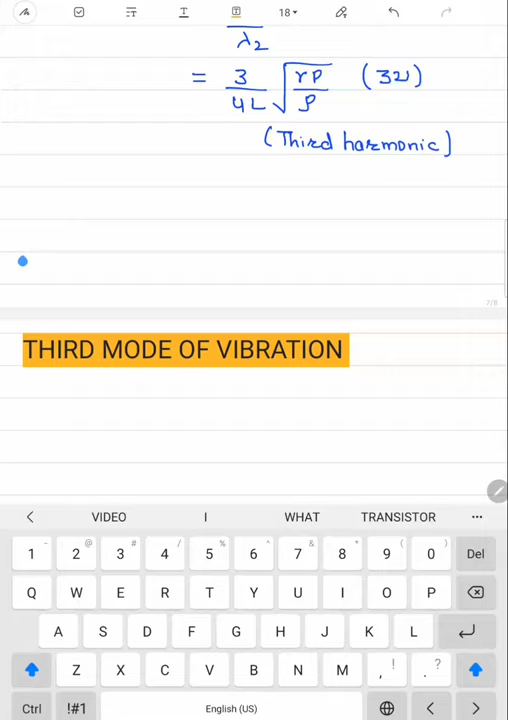 18
λ2
= 3/4L √γP/ρ (3ν)
(Third harmonic)
7/8
THIRD MODE OF VIBRATION
VIDEO I WHAT TRANSISTOR ...
1 2 3 4 5 6 7 8 9 0 Del
- @ # / % ^ & * ( )
Q W E R T Y U I O P
A S D F G H J K L
Z X C V B N M , ! . ?
Ctrl !#1 English (US)